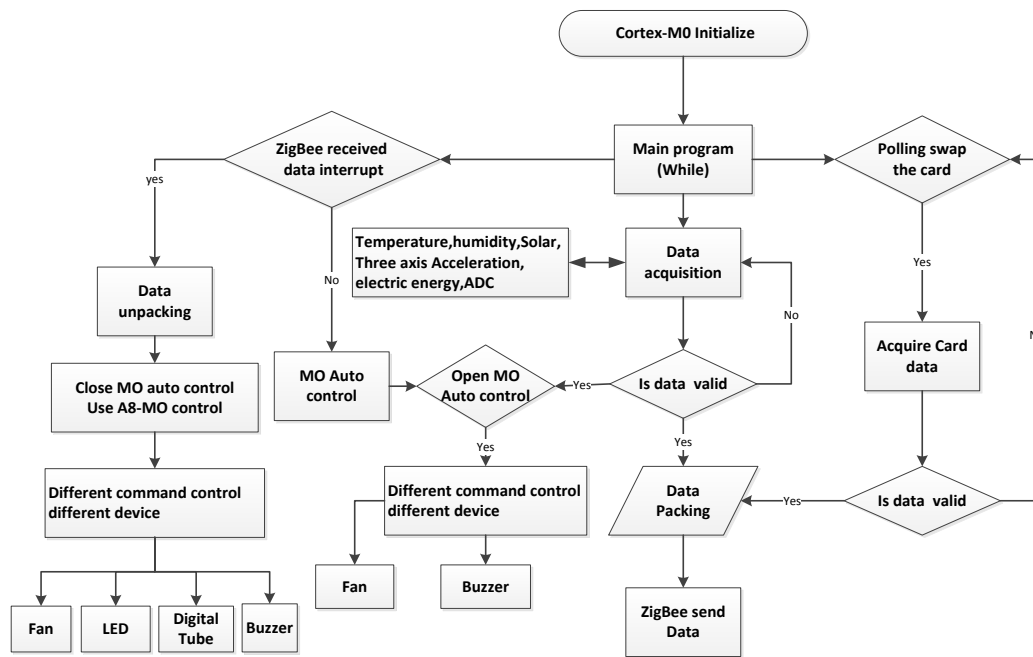 Cortex-M0 Initialize
ZigBee received
data interrupt
Main program
(While)
Polling swap
the card
yes
Temperature,humidity,Solar,
Three axis Acceleration,
electric energy,ADC
Data
acquisition
Yes
No
No
Data
unpacking
N
Acquire Card
data
MO Auto
control
Open MO
Auto control
Yes
Is data valid
Close MO auto control
Use A8-MO control
Yes
Yes
Different command control
different device
Different command control
different device
Data
Packing
Yes
Is data valid
Fan
Buzzer
Fan
LED
Digital
Tube
Buzzer
ZigBee send
Data